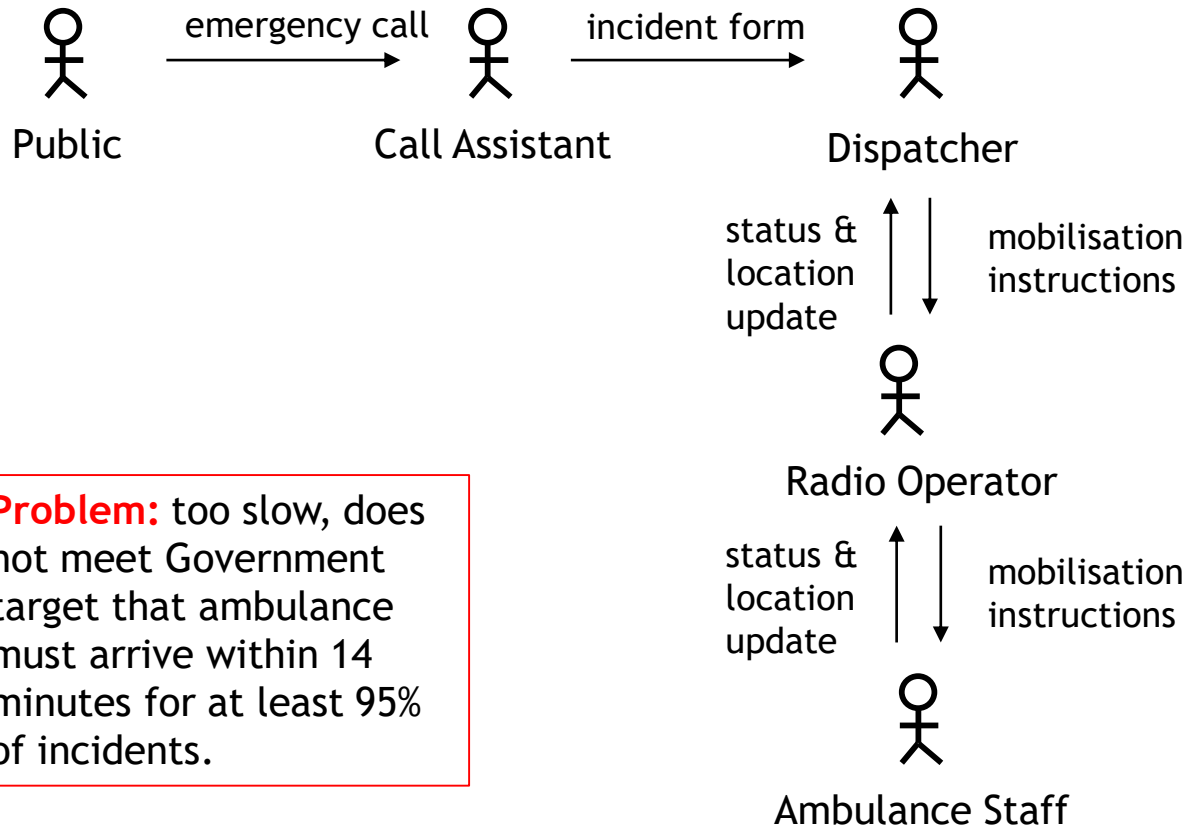 emergency call
incident form
Public
Call Assistant
Dispatcher
status &
location
update
mobilisation
instructions
Radio Operator
status &
location
update
mobilisation
instructions
Problem: too slow, does
not meet Government
target that ambulance
must arrive within 14
minutes for at least 95%
of incidents.
Ambulance Staff